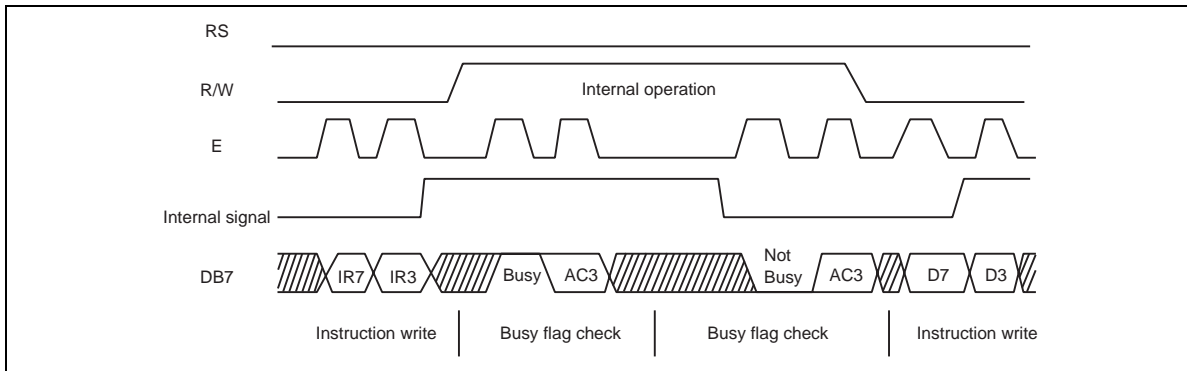 RS
R/W
Internal operation
E
Internal signal
DB7
IR7 IR3 Busy AC3 Not Busy AC3 D7 D3
Instruction write Busy flag check Busy flag check Instruction write